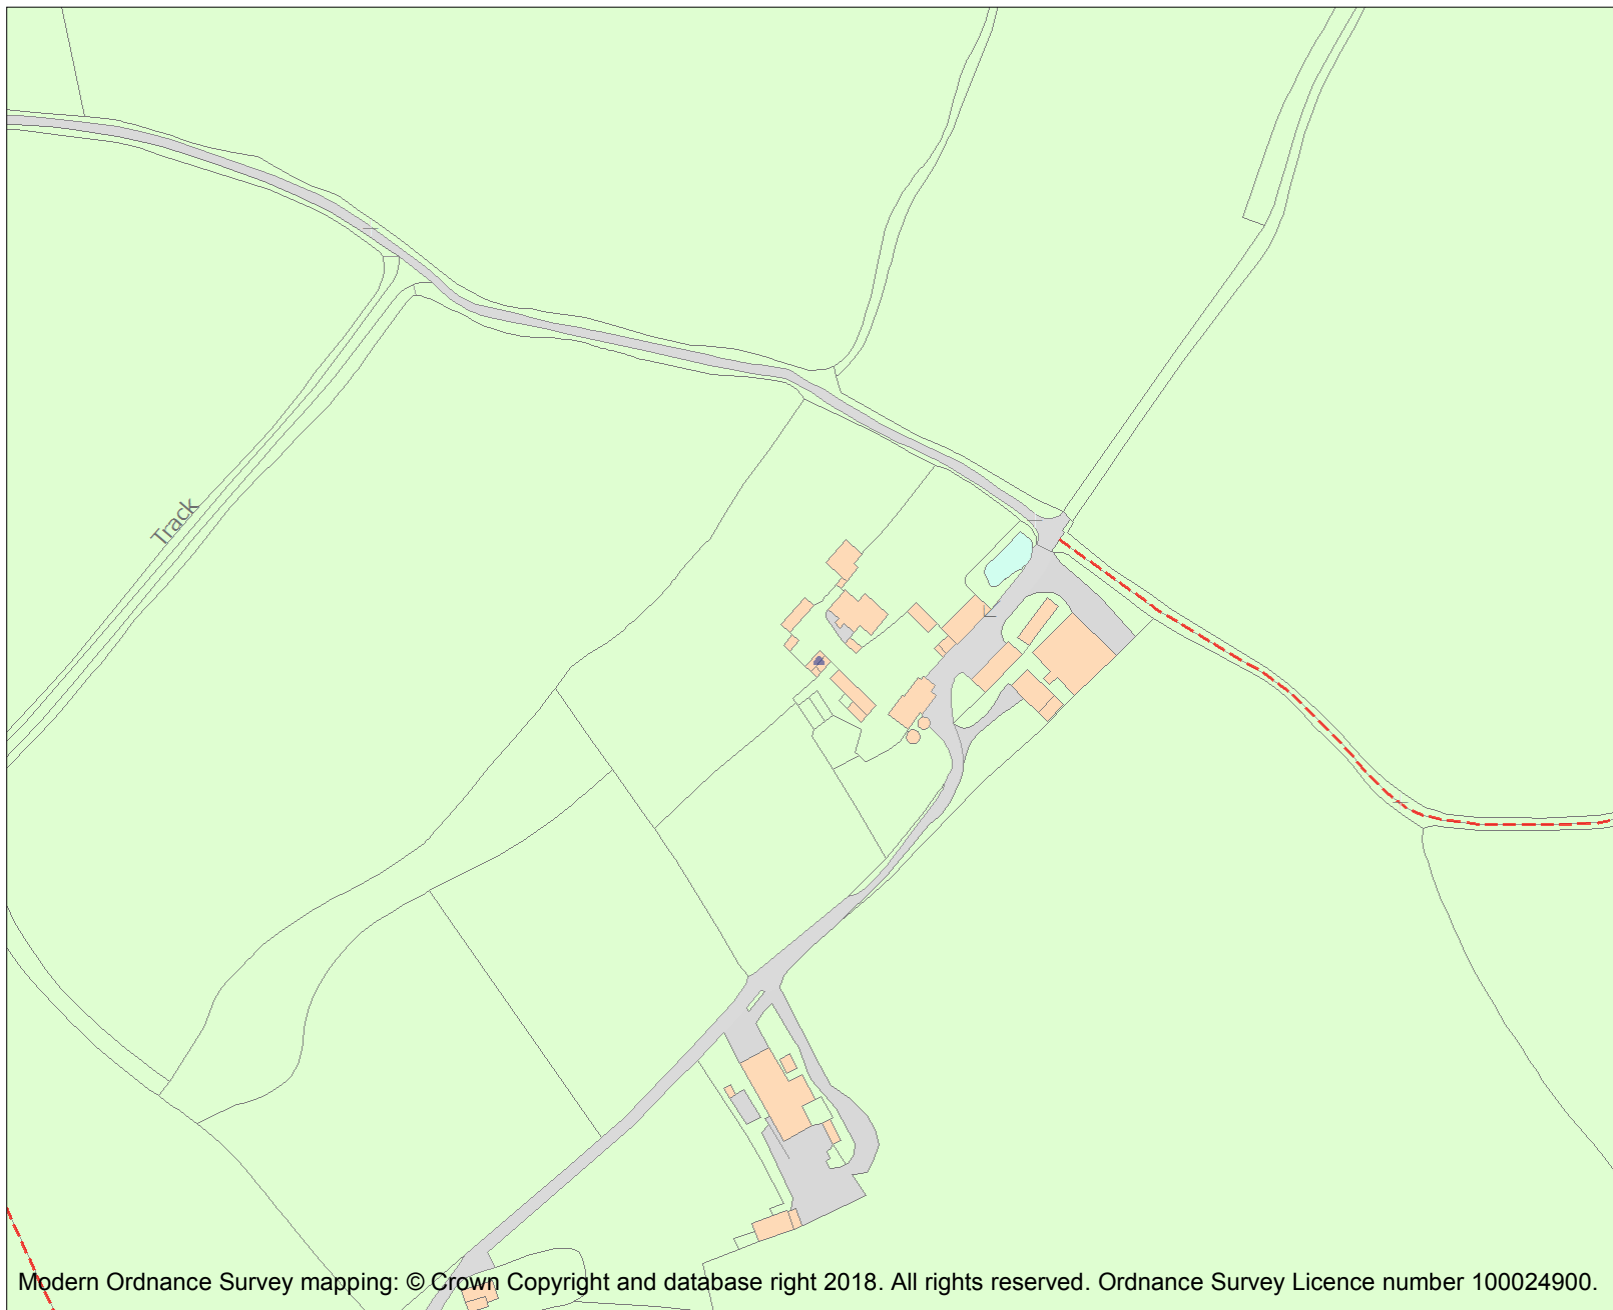 Track
Modern Ordnance Survey mapping: © Crown Copyright and database right 2018. All rights reserved. Ordnance Survey Licence number 100024900.